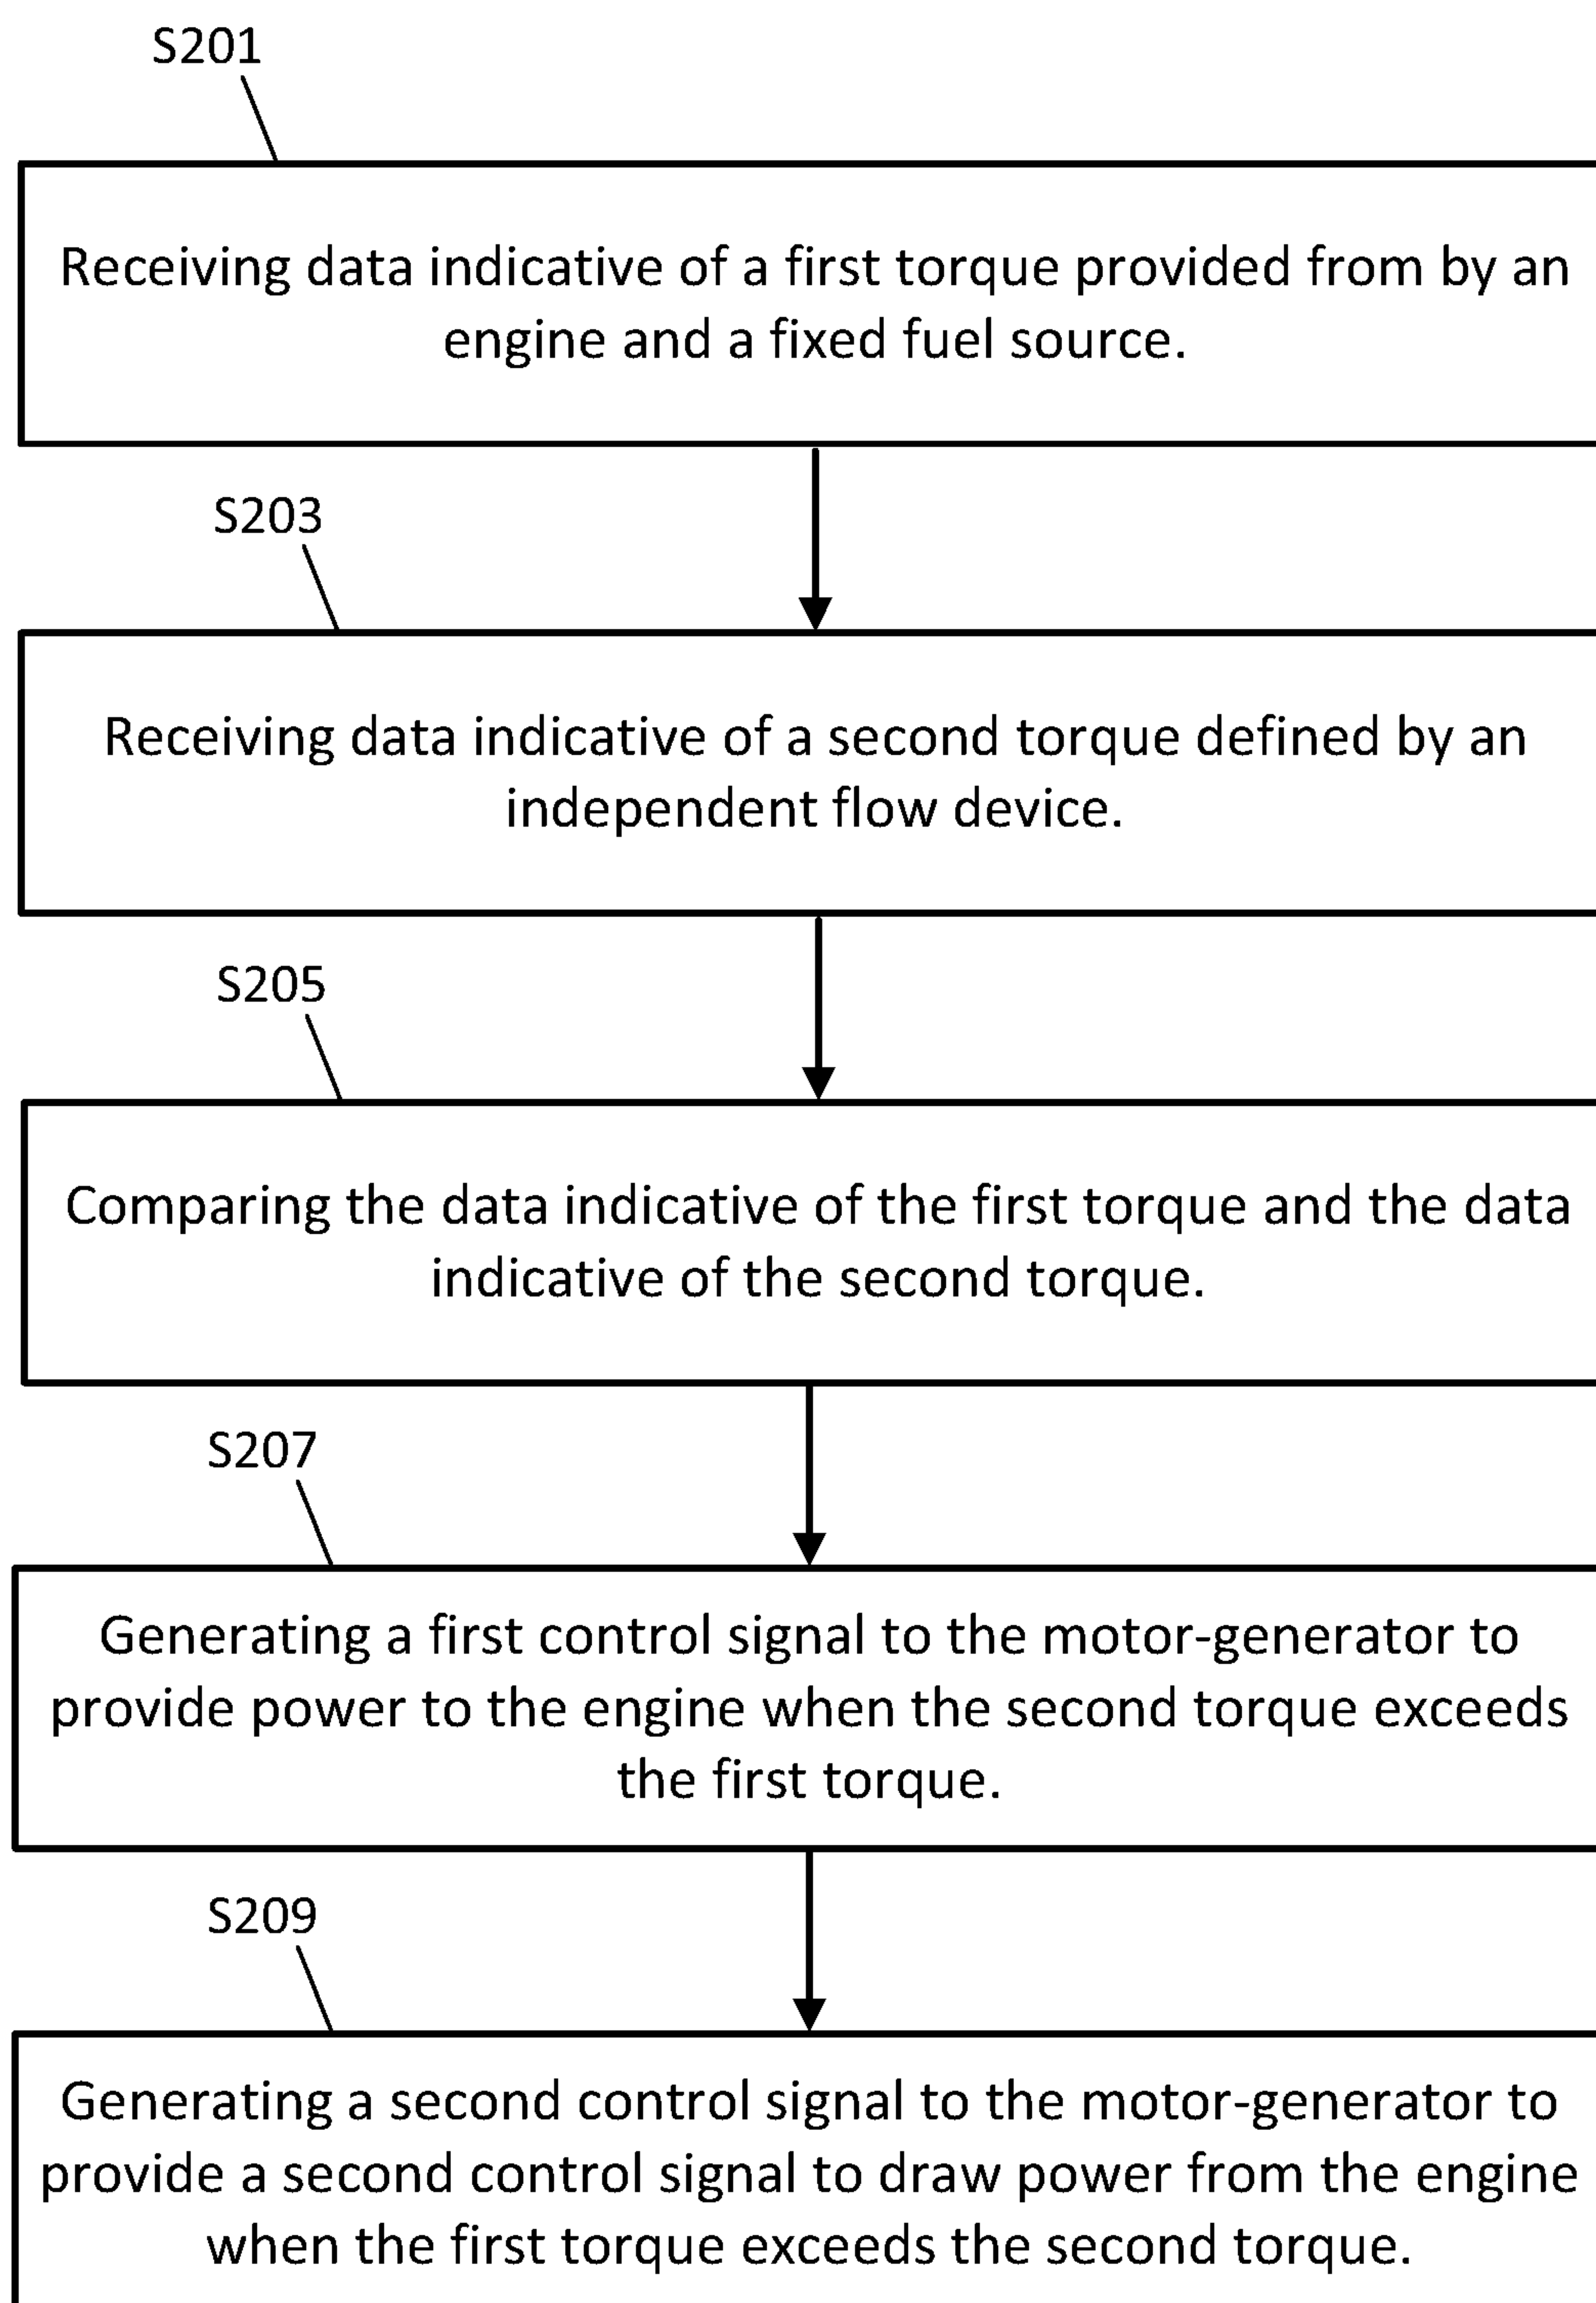 S201
Receiving data indicative of a first torque provided from by an
engine and a fixed fuel source.
S203
Receiving data indicative of a second torque defined by an
independent flow device.
S205
Comparing the data indicative of the first torque and the data
indicative of the second torque.
S207
Generating a first control signal to the motor-generator to
provide power to the engine when the second torque exceeds
the first torque.
S209
Generating a second control signal to the motor-generator to
provide a second control signal to draw power from the engine
when the first torque exceeds the second torque.